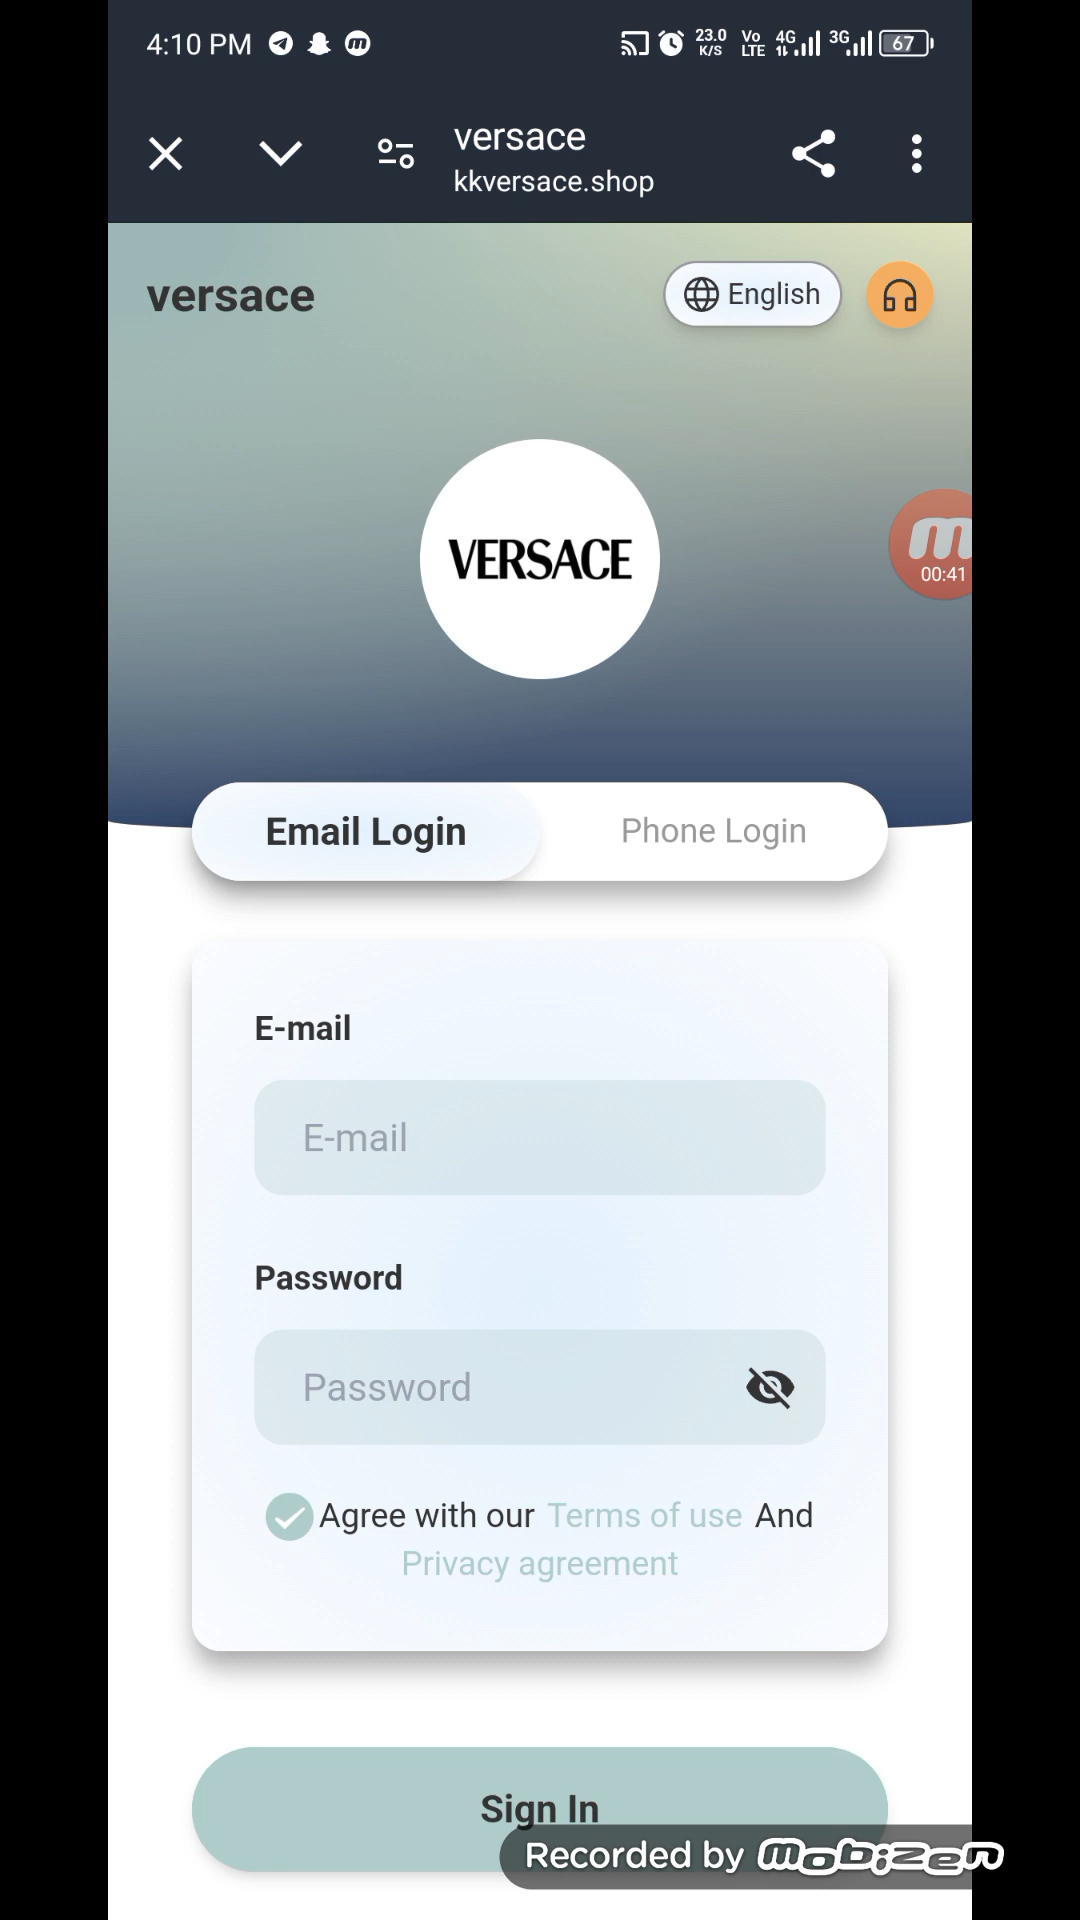 4:10 PM 23.0 K/S Vo LTE 4G 3G 67
versace
kkversace.shop
versace English
VERSACE
00:41
Email Login Phone Login
E-mail
E-mail
Password
Password
Agree with our Terms of use And
Privacy agreement
Sign In
Recorded by mobizen